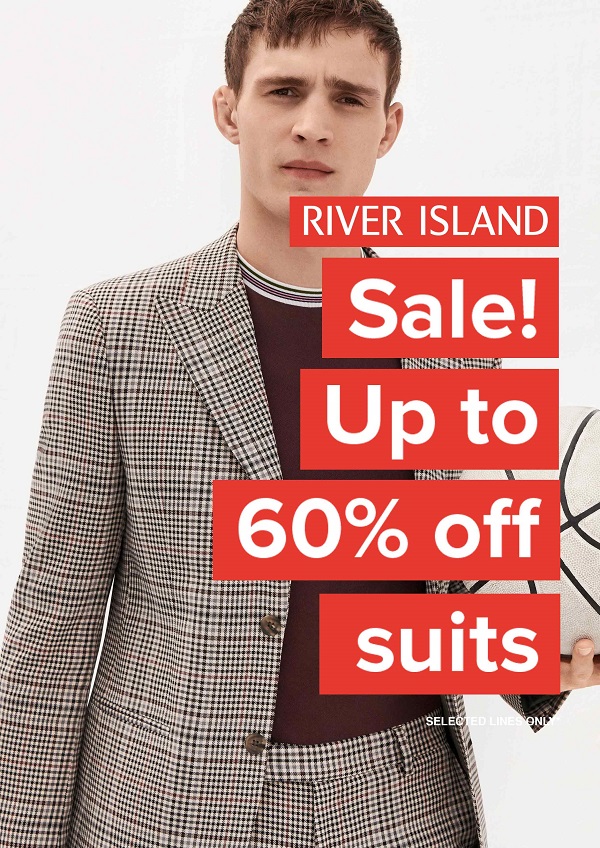 RIVER ISLAND
Sale!
Up to
60% off
suits
SELECTED LINES ONLY